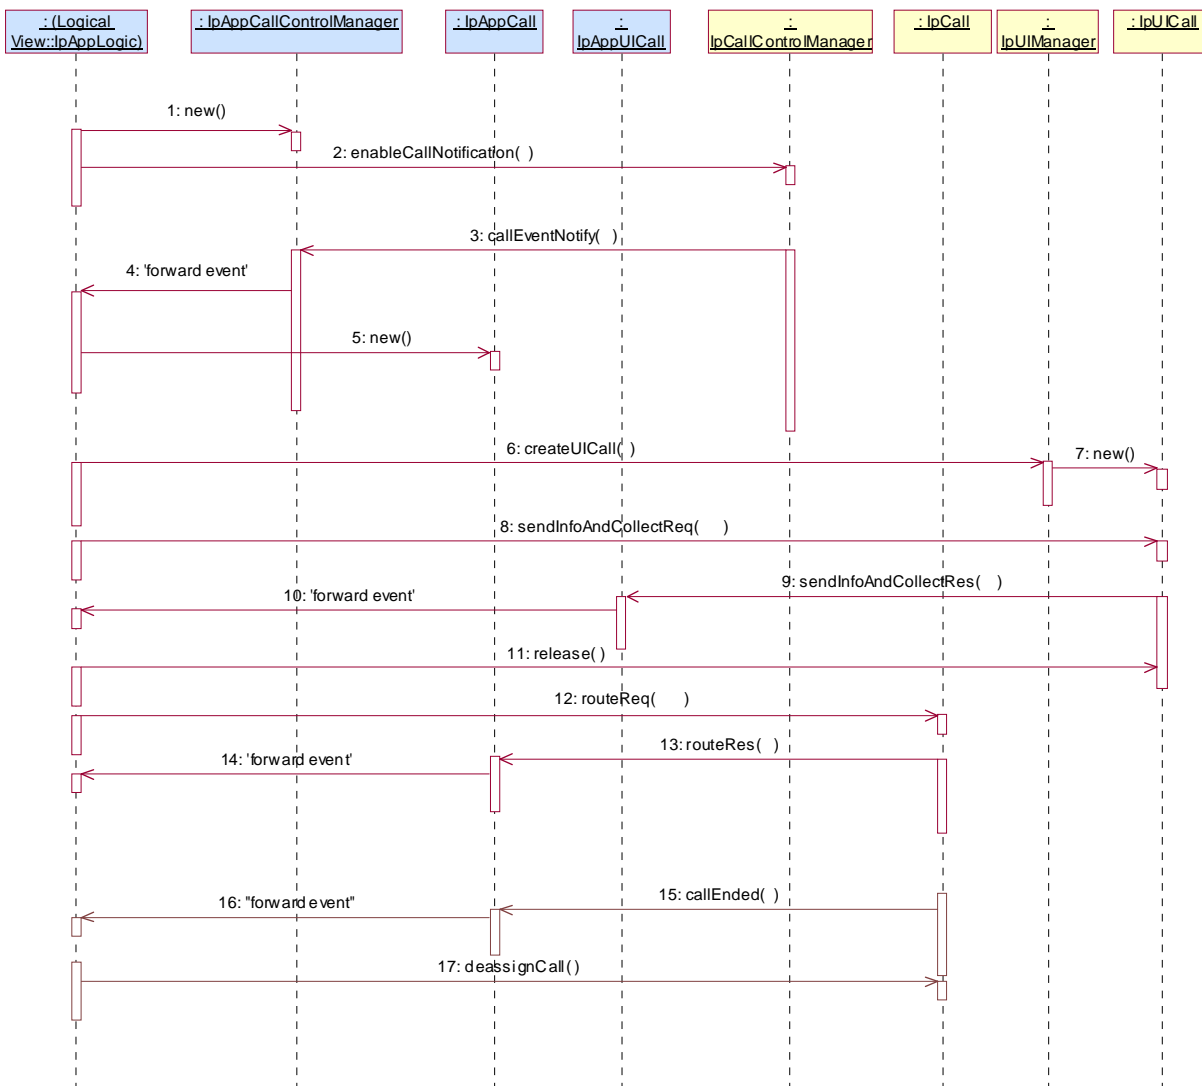 : (Logical
View::IpAppLogic)
: IpAppCallControlManager
: IpAppCall
:
IpAppUICall
:
IpCallControlManager
: IpCall
:
IpUIManager
: IpUICall
1: new()
2: enableCallNotification( )
3: callEventNotify( )
4: 'forward event'
5: new()
6: createUICall( )
7: new()
8: sendInfoAndCollectReq( )
9: sendInfoAndCollectRes( )
10: 'forward event'
11: release( )
12: routeReq( )
13: routeRes( )
14: 'forward event'
15: callEnded( )
16: "forward event"
17: deassignCall( )